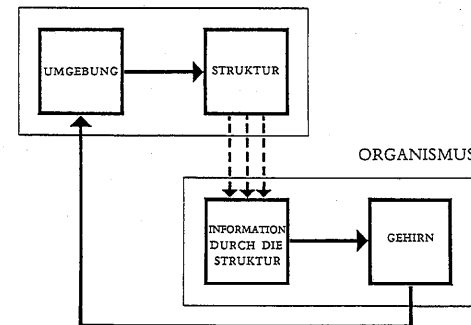 UMGEBUNG
STRUKTUR
ORGANISMUS
INFORMATION
DURCH DIE
STRUKTUR
GEHIRN